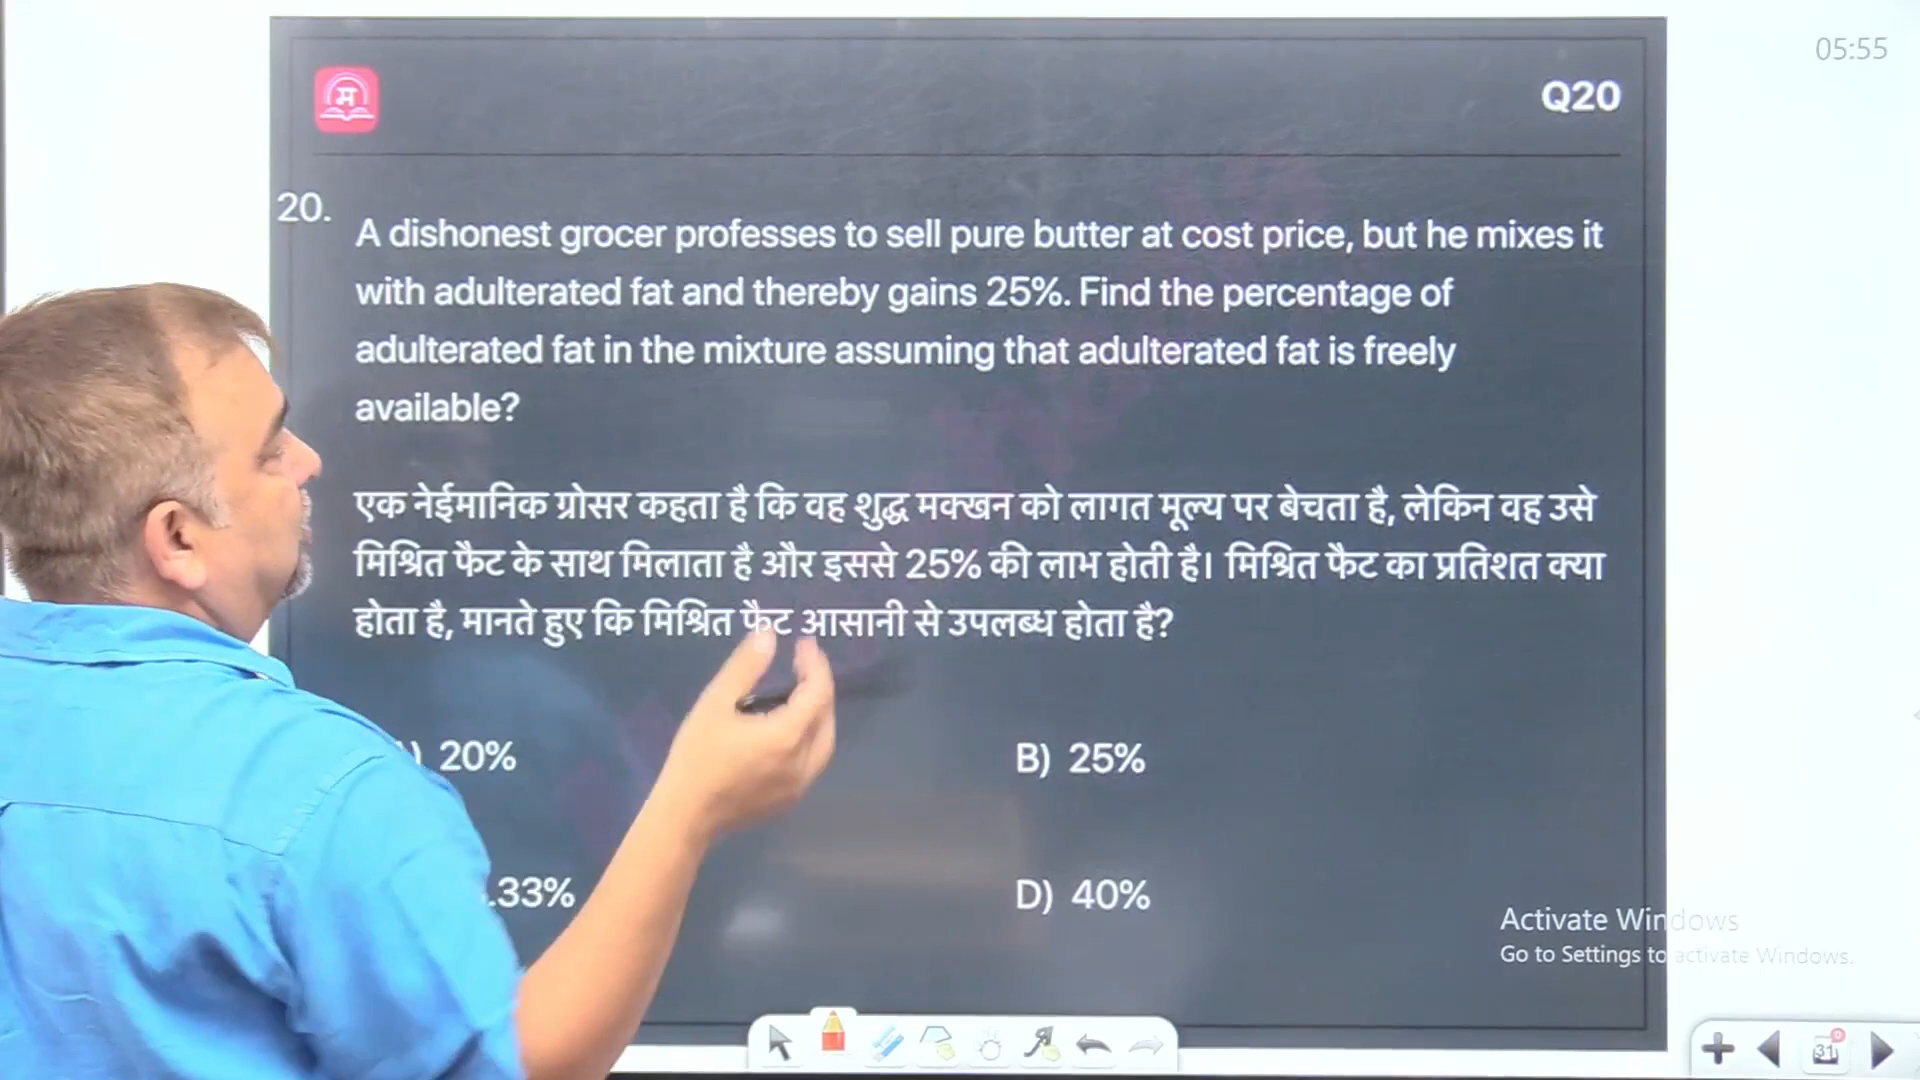 05:55
म
Q20
20.
A dishonest grocer professes to sell pure butter at cost price, but he mixes it
with adulterated fat and thereby gains 25%. Find the percentage of
adulterated fat in the mixture assuming that adulterated fat is freely
available?
एक नेईमानिक ग्रोसर कहता है कि वह शुद्ध मक्खन को लागत मूल्य पर बेचता है, लेकिन वह उसे
मिश्रित फैट के साथ मिलाता है और इससे 25% की लाभ होती है। मिश्रित फैट का प्रतिशत क्या
होता है, मानते हुए कि मिश्रित फैट आसानी से उपलब्ध होता है?
20%
B) 25%
.33%
D) 40%
Activate Windows
Go to Settings to activate Windows.
31